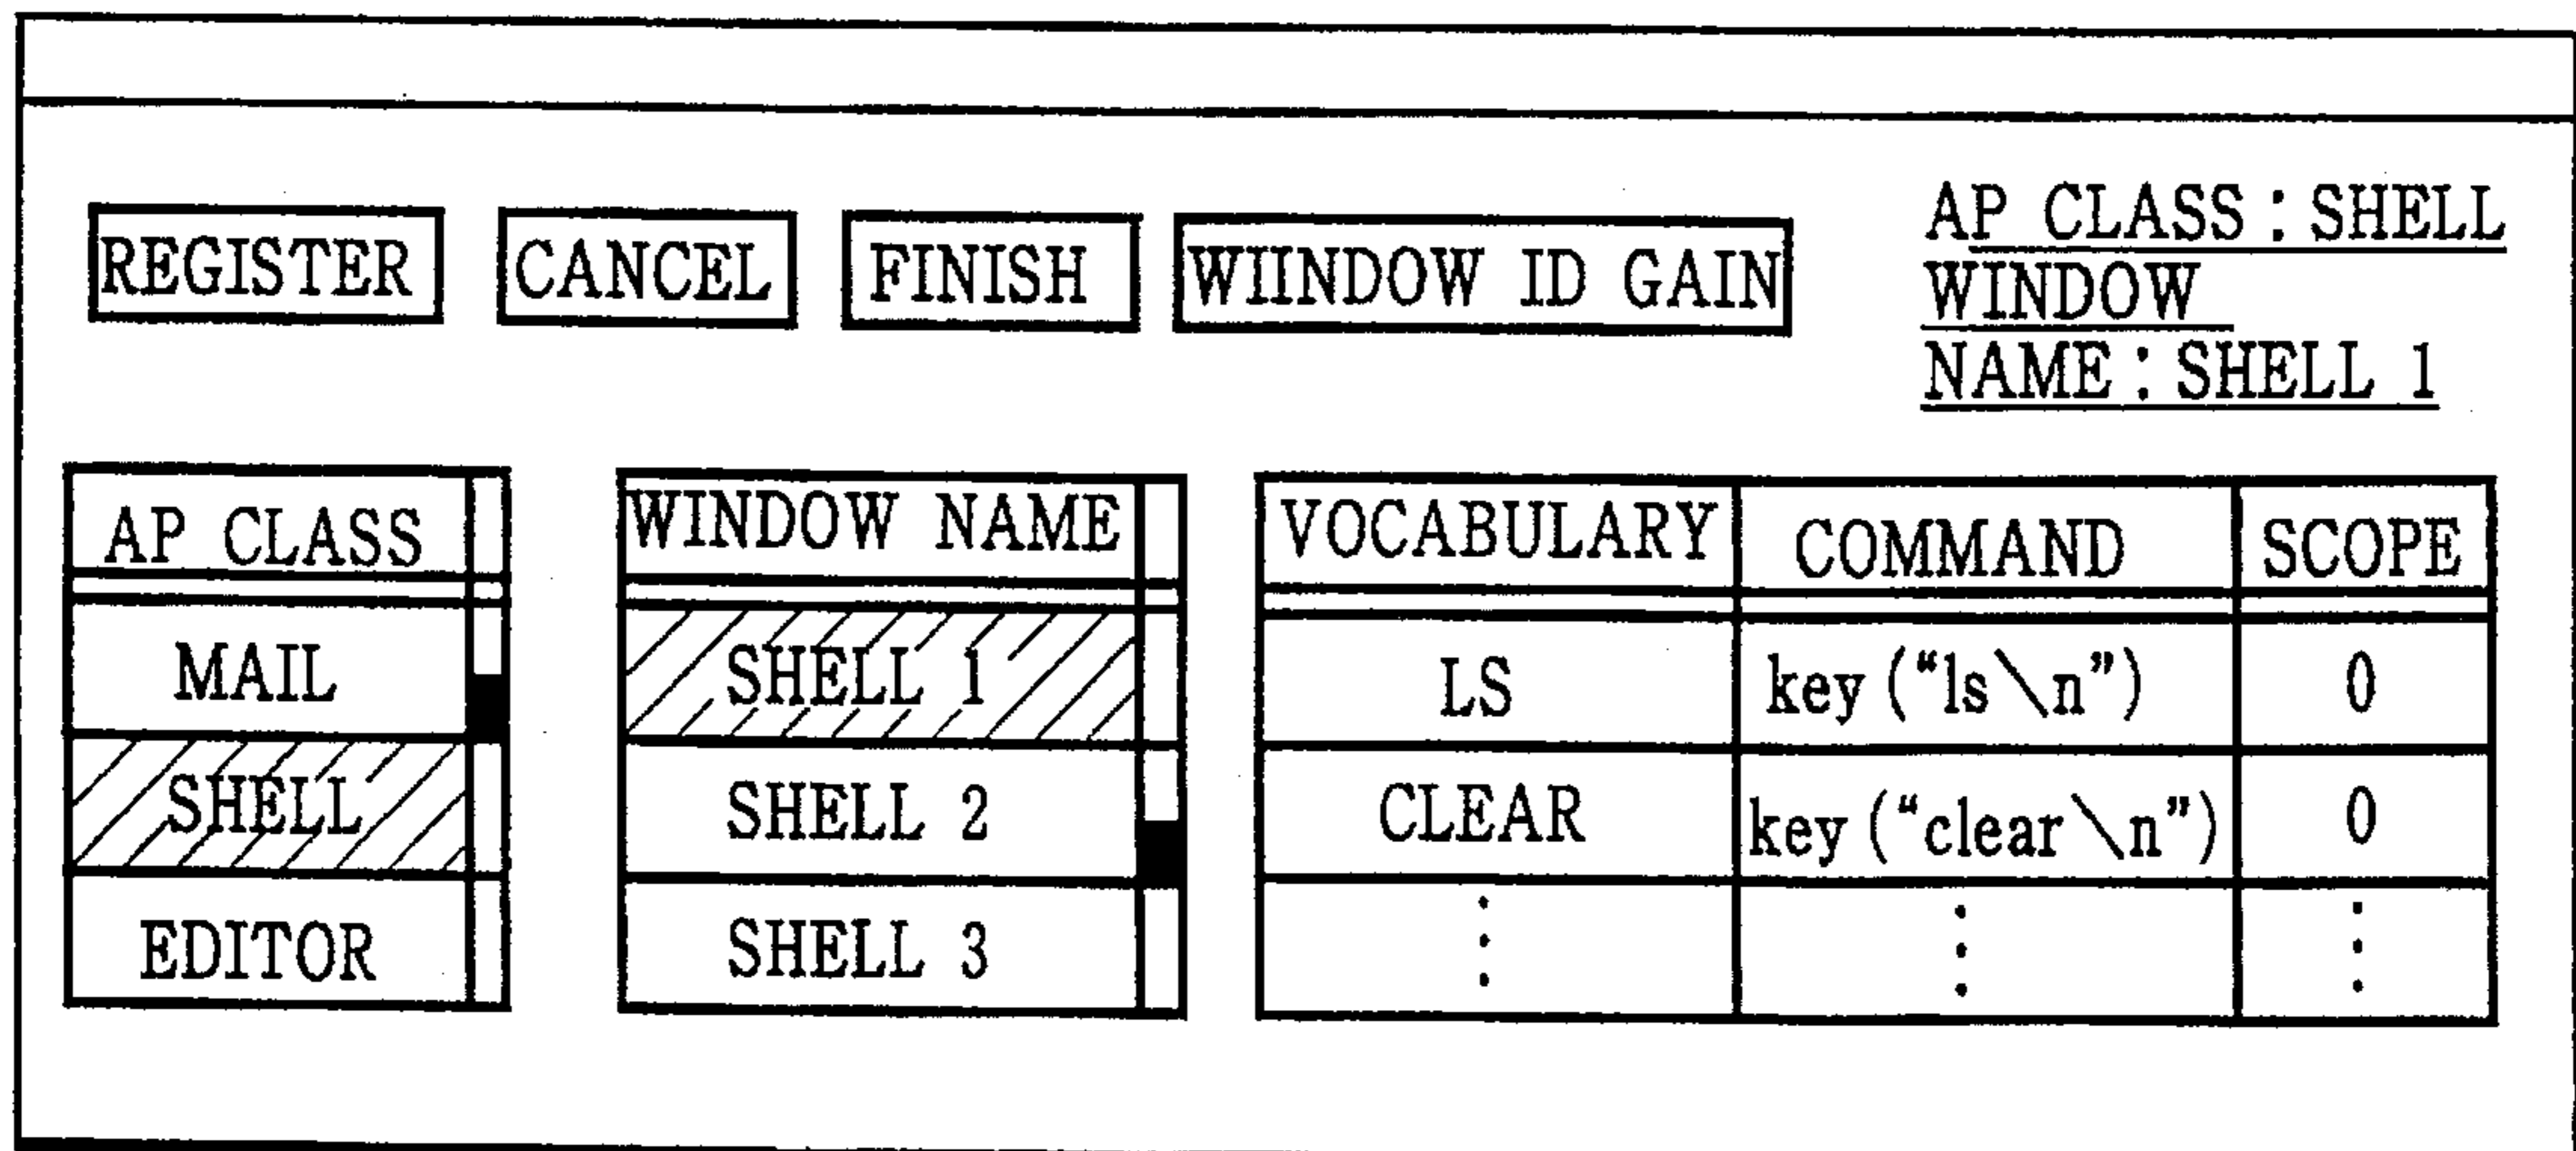 REGISTER CANCEL FINISH WIINDOW ID GAIN
AP CLASS : SHELL
WINDOW
NAME : SHELL 1
AP CLASS
MAIL
SHELL
EDITOR
WINDOW NAME
SHELL 1
SHELL 2
SHELL 3
VOCABULARY COMMAND SCOPE
LS key (“ls\n”) 0
CLEAR key (“clear\n”) 0